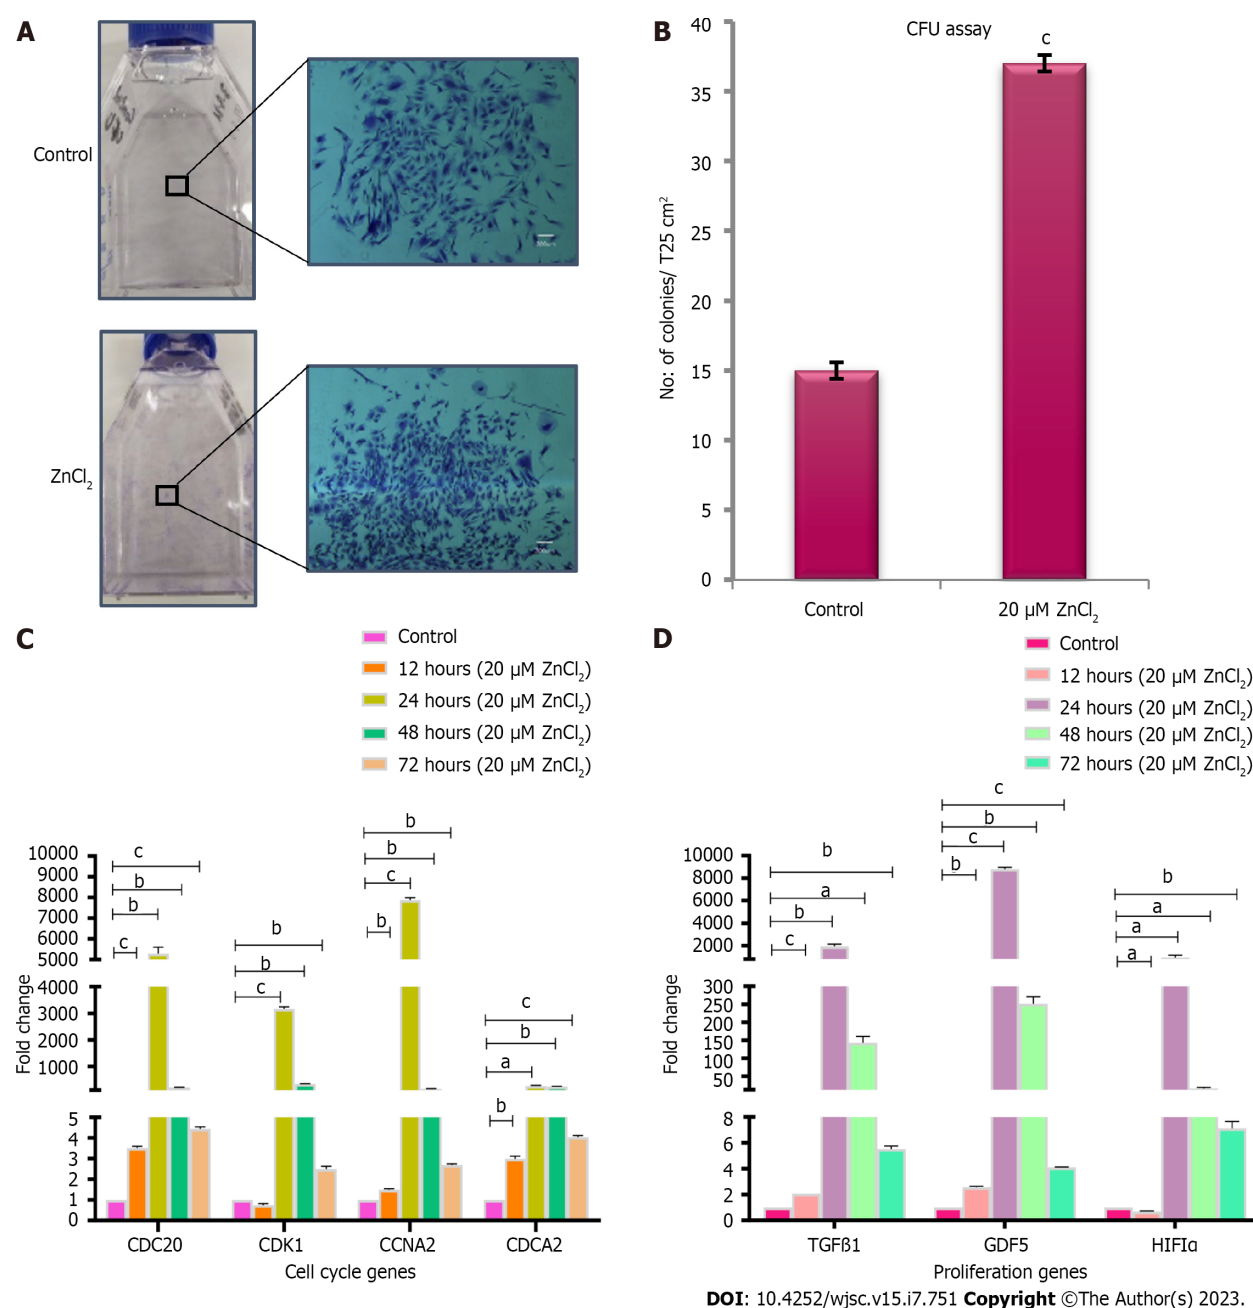 A
Control
ZnCl2
B
CFU assay
c
No: of colonies/ T25 cm2
40
35
30
25
20
15
10
5
0
Control
20 µM ZnCl2
C
Control
12 hours (20 µM ZnCl2)
24 hours (20 µM ZnCl2)
48 hours (20 µM ZnCl2)
72 hours (20 µM ZnCl2)
Fold change
10000
9000
8000
7000
6000
5000
4000
3000
2000
1000
5
4
3
2
1
0
c
b
b
c
b
b
c
b
b
c
b
c
b
a
b
CDC20
CDK1
CCNA2
CDCA2
Cell cycle genes
D
Control
12 hours (20 µM ZnCl2)
24 hours (20 µM ZnCl2)
48 hours (20 µM ZnCl2)
72 hours (20 µM ZnCl2)
Fold change
10000
8000
6000
4000
2000
300
250
200
150
100
50
8
6
4
2
0
b
a
b
c
c
b
c
b
b
a
a
a
TGFß1
GDF5
HIFIα
Proliferation genes
DOI: 10.4252/wjsc.v15.i7.751 Copyright ©The Author(s) 2023.